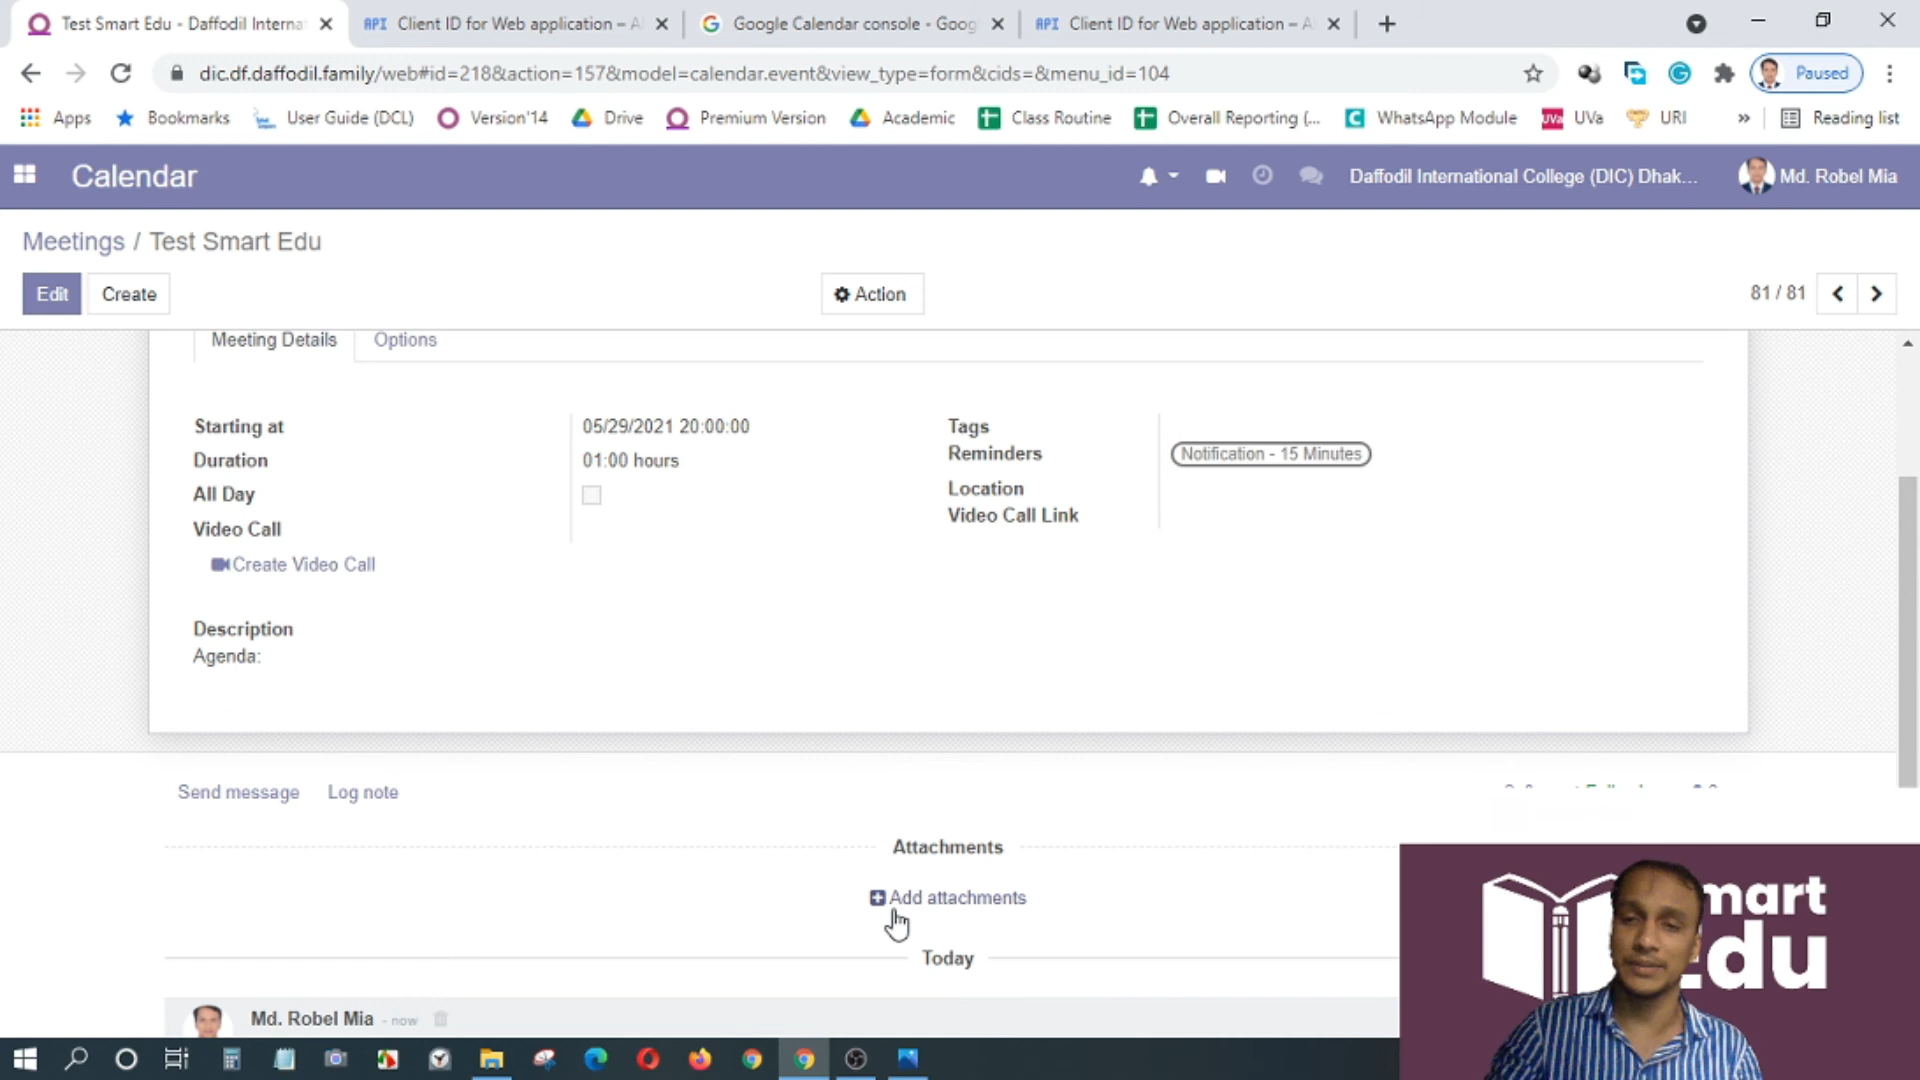 Test Smart Edu - Daffodil Interna
Client ID for Web application – A
Google Calendar console - Goog
Client ID for Web application – A
dic.df.daffodil.family/web#id=218&action=157&model=calendar.event&view_type=form&cids=&menu_id=104
Paused
Apps
Bookmarks
User Guide (DCL)
Version'14
Drive
Premium Version
Academic
Class Routine
Overall Reporting (...
WhatsApp Module
UVa
URI
»
Reading list
Calendar
Daffodil International College (DIC) Dhak...
Md. Robel Mia
Meetings / Test Smart Edu
Edit
Create
Action
81 / 81
Meeting Details
Options
Starting at
05/29/2021 20:00:00
Duration
01:00 hours
All Day
Video Call
Create Video Call
Tags
Reminders
Notification - 15 Minutes
Location
Video Call Link
Description
Agenda:
Send message
Log note
Attachments
Add attachments
Today
Md. Robel Mia - now
mart
Edu